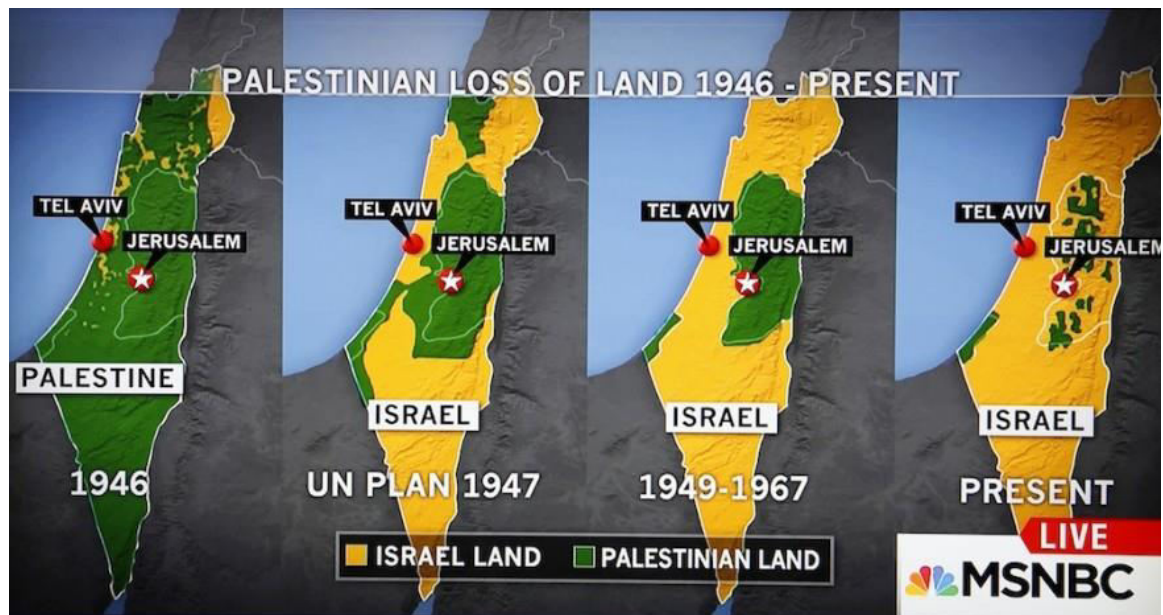 PALESTINIAN LOSS OF LAND 1946 - PRESENT
TEL AVIV
JERUSALEM
PALESTINE
1946
TEL AVIV
JERUSALEM
ISRAEL
UN PLAN 1947
TEL AVIV
JERUSALEM
ISRAEL
1949-1967
TEL AVIV
JERUSALEM
ISRAEL
PRESENT
ISRAEL LAND
PALESTINIAN LAND
LIVE
MSNBC